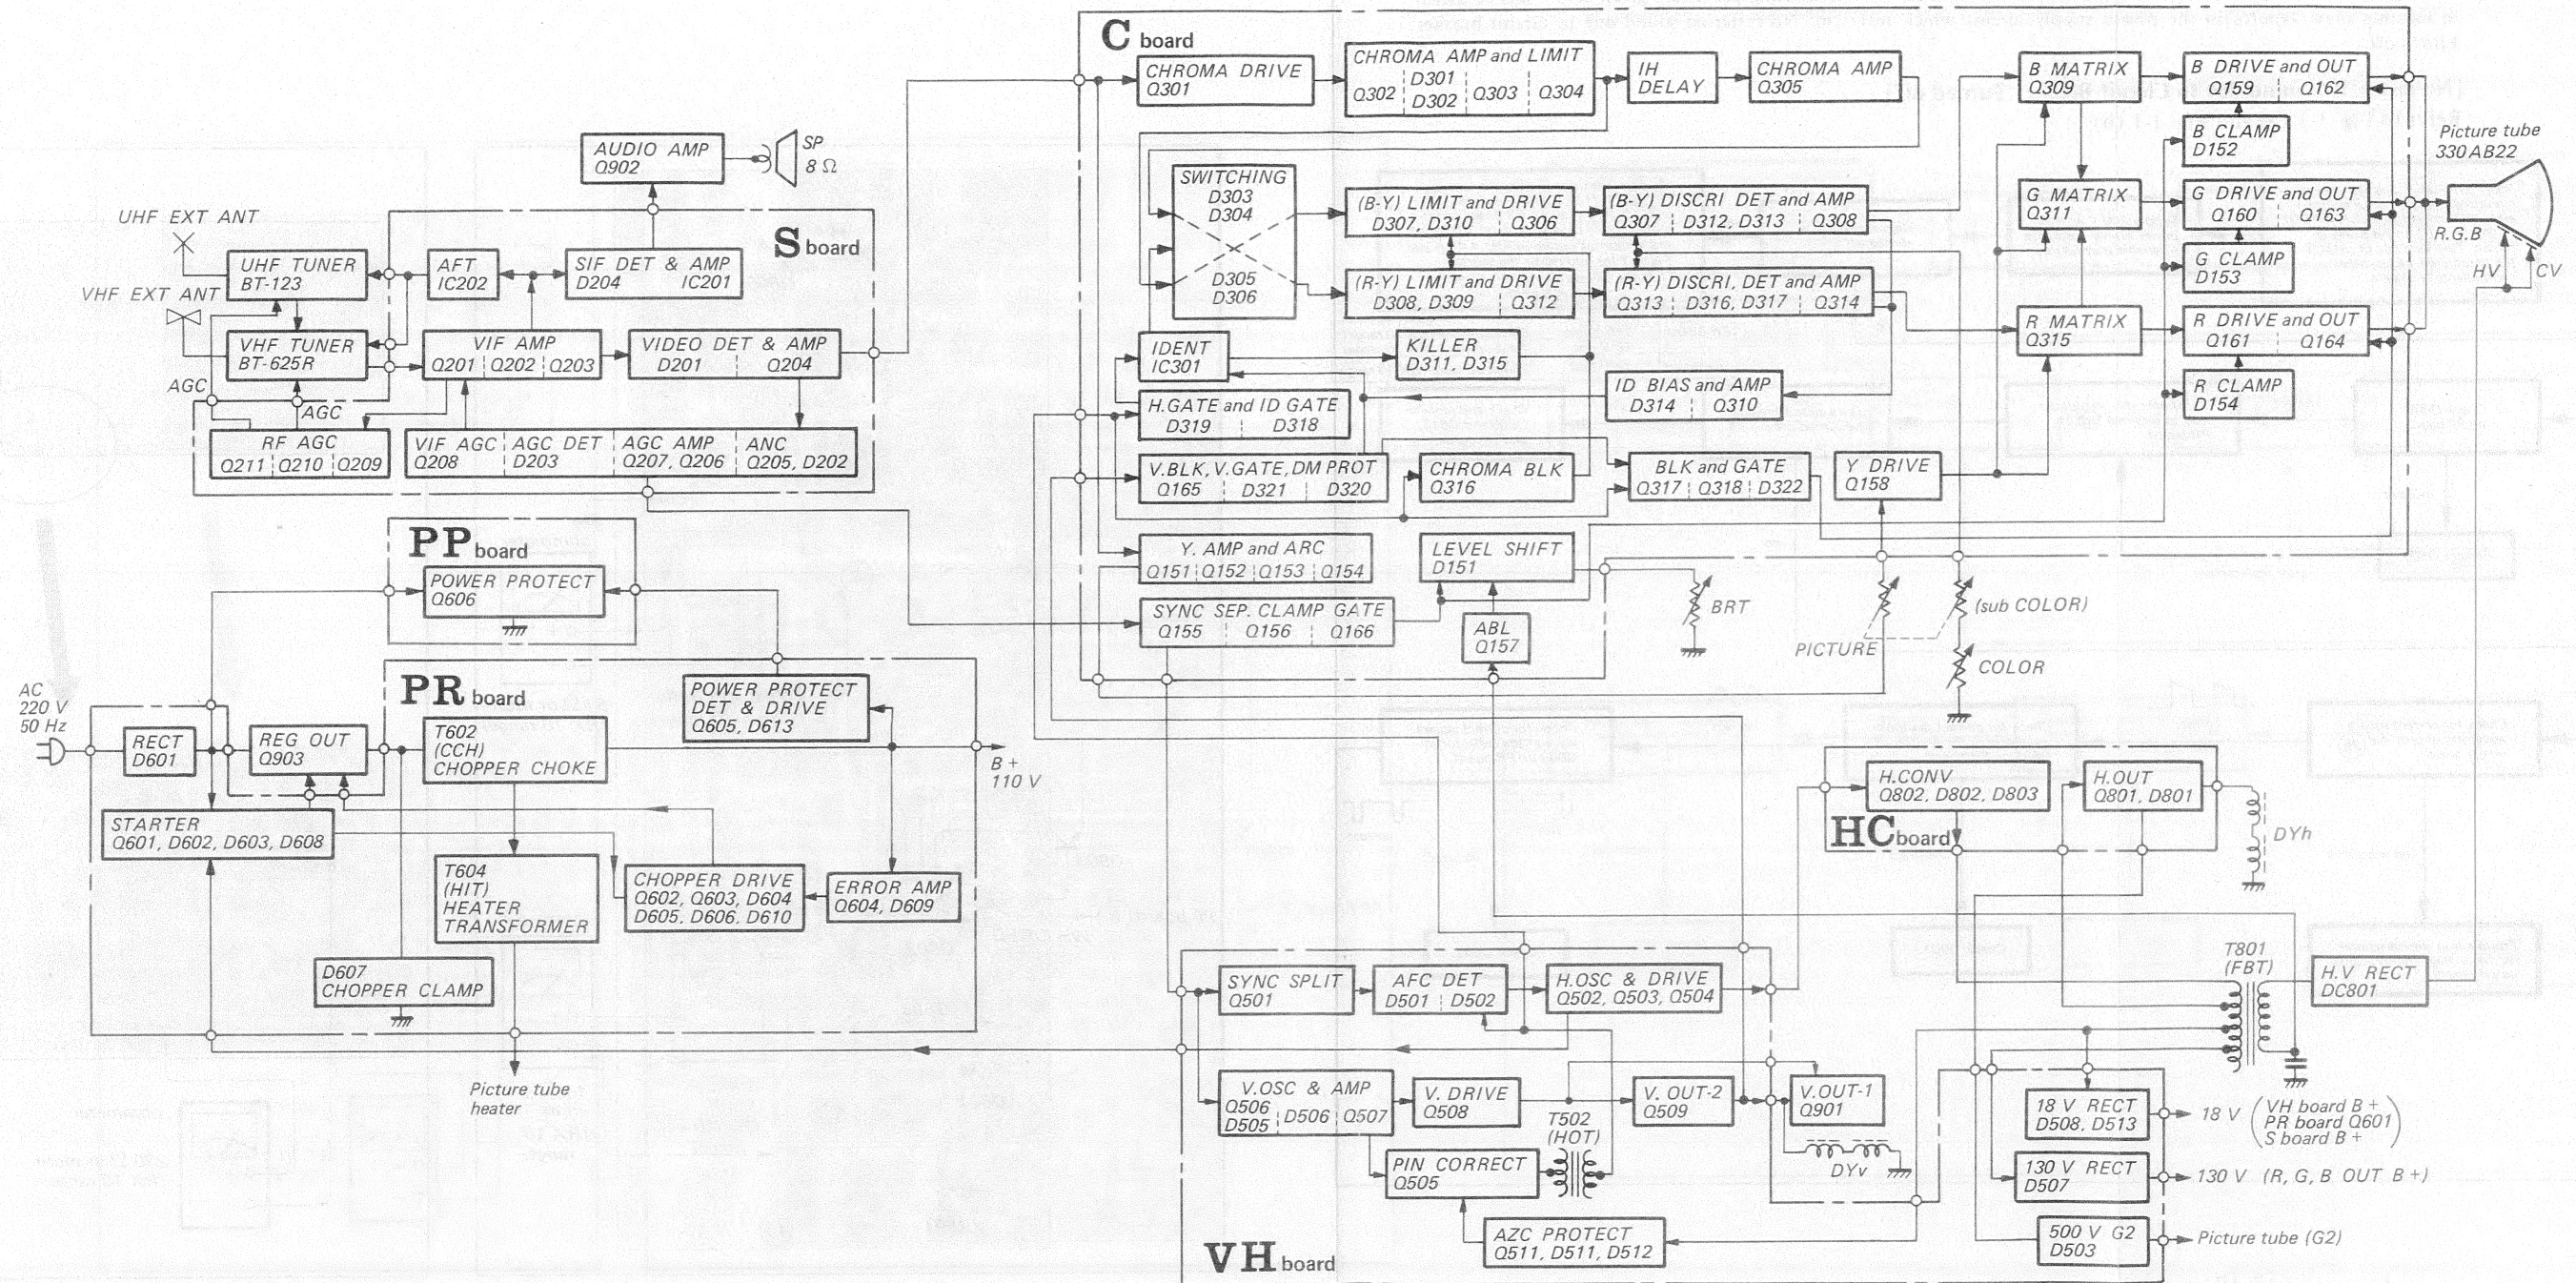 C board
CHROMA DRIVE
Q301
CHROMA AMP and LIMIT
Q302 D301 D302 Q303 Q304
IH
DELAY
CHROMA AMP
Q305
B MATRIX
Q309
B DRIVE and OUT
Q159 Q162
B CLAMP
D152
Picture tube
330AB22
SWITCHING
D303
D304
D305
D306
(B-Y) LIMIT and DRIVE
D307, D310 Q306
(B-Y) DISCRI DET and AMP
Q307 D312, D313 Q308
G MATRIX
Q311
G DRIVE and OUT
Q160 Q163
G CLAMP
D153
R.G.B
HV
CV
(R-Y) LIMIT and DRIVE
D308, D309 Q312
(R-Y) DISCRI, DET and AMP
Q313 D316, D317 Q314
R MATRIX
Q315
R DRIVE and OUT
Q161 Q164
R CLAMP
D154
IDENT
IC301
KILLER
D311, D315
ID BIAS and AMP
D314 Q310
H.GATE and ID GATE
D319 D318
V.BLK, V.GATE, DM PROT
Q165 D321 D320
CHROMA BLK
Q316
BLK and GATE
Q317 Q318 D322
Y DRIVE
Q158
Y. AMP and ARC
Q151 Q152 Q153 Q154
LEVEL SHIFT
D151
SYNC SEP. CLAMP GATE
Q155 Q156 Q166
ABL
Q157
BRT
PICTURE
(sub COLOR)
COLOR
AUDIO AMP
Q902
SP
8 Ω
UHF EXT ANT
VHF EXT ANT
S board
UHF TUNER
BT-123
AFT
IC202
SIF DET & AMP
D204 IC201
VHF TUNER
BT-625R
VIF AMP
Q201 Q202 Q203
VIDEO DET & AMP
D201 Q204
AGC
AGC
RF AGC
Q211 Q210 Q209
VIF AGC
Q208
AGC DET
D203
AGC AMP
Q207, Q206
ANC
Q205, D202
PP board
POWER PROTECT
Q606
PR board
AC
220 V
50 Hz
RECT
D601
REG OUT
Q903
T602
(CCH)
CHOPPER CHOKE
POWER PROTECT
DET & DRIVE
Q605, D613
B +
110 V
STARTER
Q601, D602, D603, D608
T604
(HIT)
HEATER
TRANSFORMER
CHOPPER DRIVE
Q602, Q603, D604
D605, D606, D610
ERROR AMP
Q604, D609
D607
CHOPPER CLAMP
Picture tube
heater
HC board
H.CONV
Q802, D802, D803
H.OUT
Q801, D801
DYh
T801
(FBT)
H.V RECT
DC801
SYNC SPLIT
Q501
AFC DET
D501 D502
H.OSC & DRIVE
Q502, Q503, Q504
V.OSC & AMP
Q506
D505 D506 Q507
V. DRIVE
Q508
V. OUT-2
Q509
V.OUT-1
Q901
T502
(HOT)
DYv
PIN CORRECT
Q505
AZC PROTECT
Q511, D511, D512
VH board
18 V RECT
D508, D513
18 V
VH board B +
PR board Q601
S board B +
130 V RECT
D507
130 V (R, G, B OUT B +)
500 V G2
D503
Picture tube (G2)